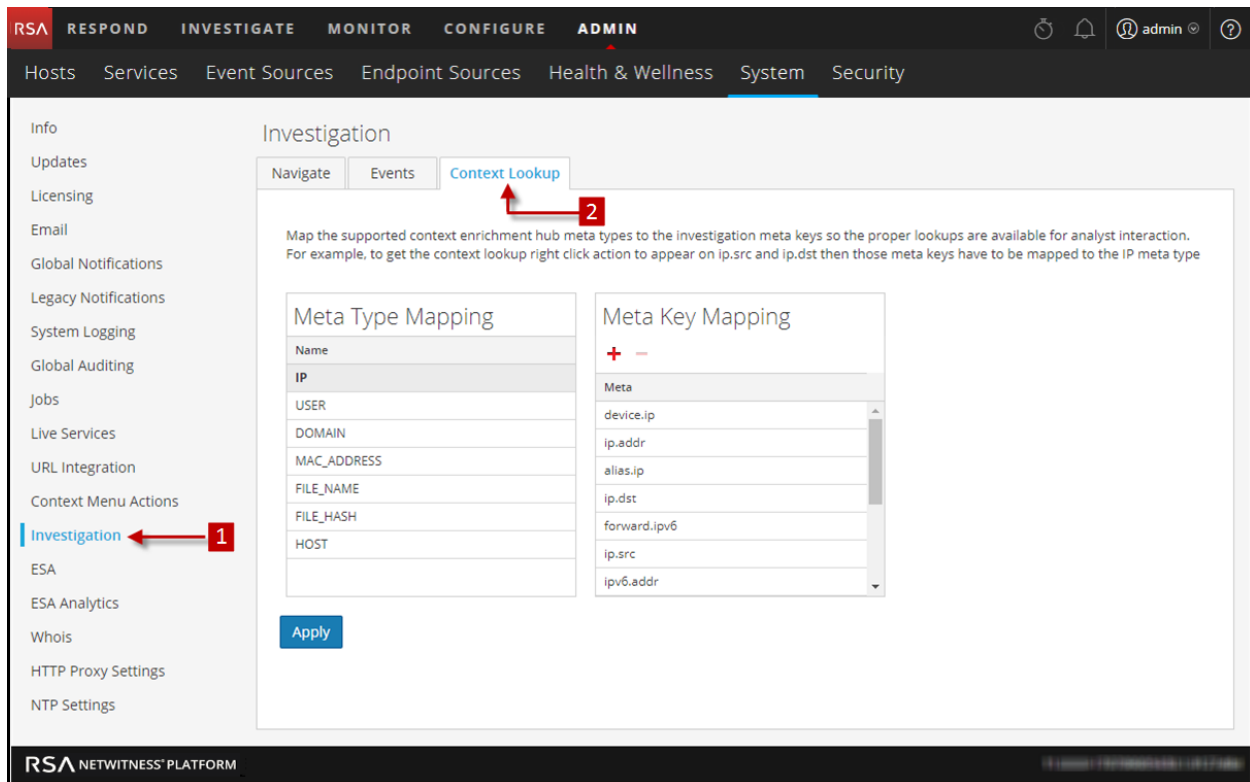 RSA RESPOND INVESTIGATE MONITOR CONFIGURE ADMIN admin
Hosts Services Event Sources Endpoint Sources Health & Wellness System Security
Info
Updates
Licensing
Email
Global Notifications
Legacy Notifications
System Logging
Global Auditing
Jobs
Live Services
URL Integration
Context Menu Actions
Investigation 1
ESA
ESA Analytics
Whois
HTTP Proxy Settings
NTP Settings
Investigation
Navigate Events Context Lookup
2
Map the supported context enrichment hub meta types to the investigation meta keys so the proper lookups are available for analyst interaction.
For example, to get the context lookup right click action to appear on ip.src and ip.dst then those meta keys have to be mapped to the IP meta type
Meta Type Mapping
Name
IP
USER
DOMAIN
MAC_ADDRESS
FILE_NAME
FILE_HASH
HOST
Meta Key Mapping
+ −
Meta
device.ip
ip.addr
alias.ip
ip.dst
forward.ipv6
ip.src
ipv6.addr
Apply
RSA NETWITNESS® PLATFORM